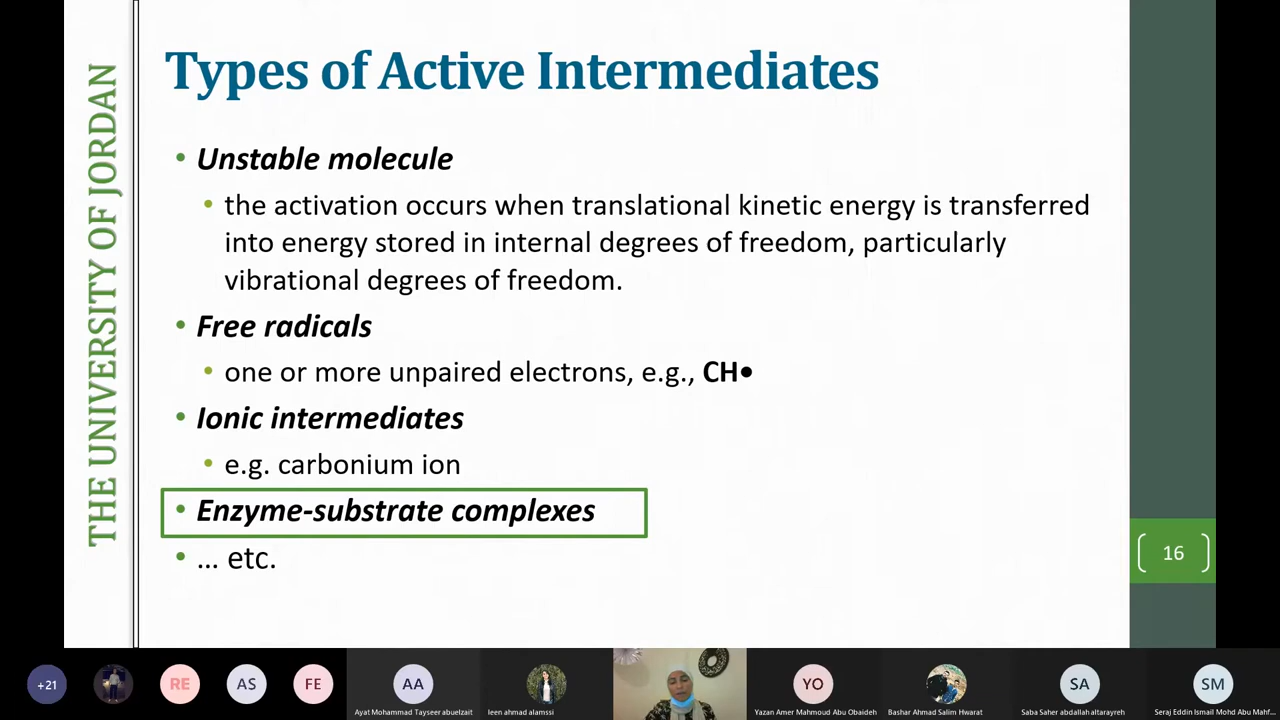 THE UNIVERSITY OF JORDAN
Types of Active Intermediates
• Unstable molecule
• the activation occurs when translational kinetic energy is transferred
into energy stored in internal degrees of freedom, particularly
vibrational degrees of freedom.
• Free radicals
• one or more unpaired electrons, e.g., CH•
• Ionic intermediates
• e.g. carbonium ion
• Enzyme-substrate complexes
• ... etc.
16
+21
RE
AS
FE
AA
YO
SA
SM
Ayat Mohammad Tayseer abuelzait
leen ahmad alamssi
Yazan Amer Mahmoud Abu Obaideh
Bashar Ahmad Salim Hwarat
Saba Saher abdallah altarayreh
Seraj Eddin Ismail Mohd Abu Mahf...